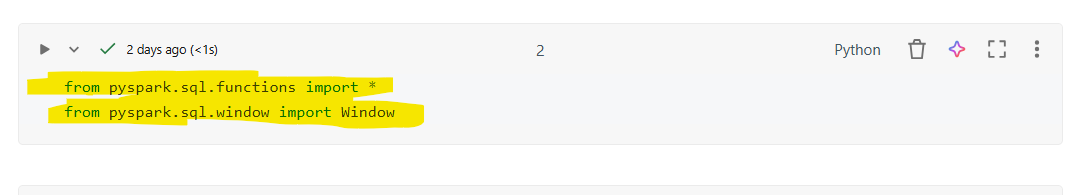 2 days ago (<1s) 2 Python
from pyspark.sql.functions import *
from pyspark.sql.window import Window